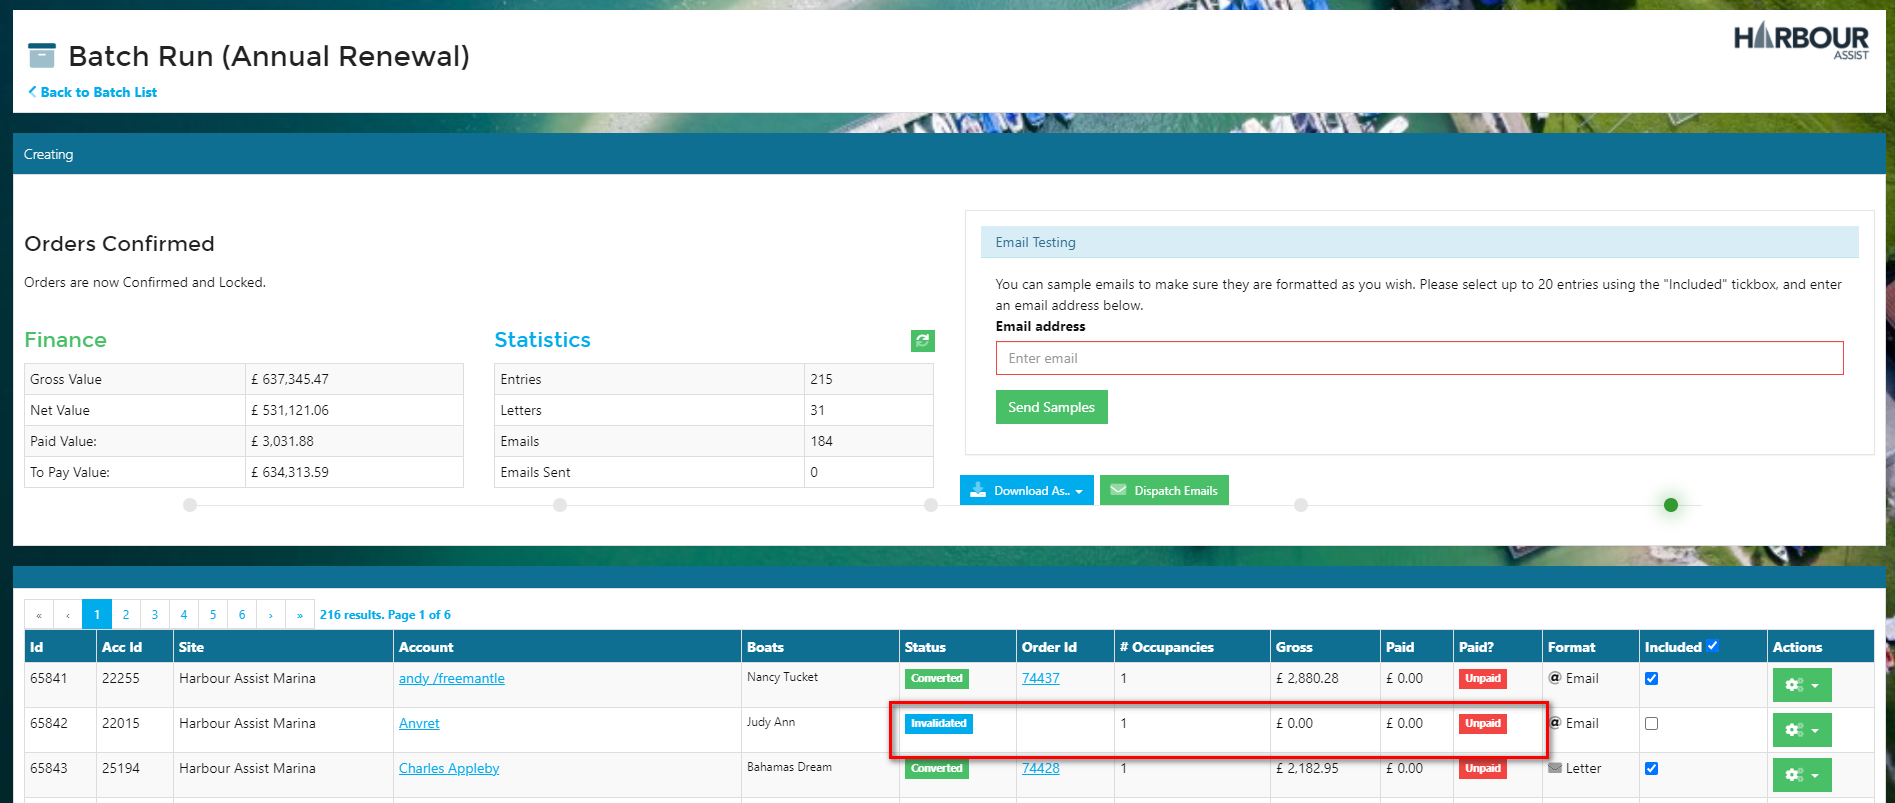 Batch Run (Annual Renewal)
HARBOUR
ASSIST
Back to Batch List
Creating
Orders Confirmed
Orders are now Confirmed and Locked.
Finance
Gross Value £ 637,345.47
Net Value £ 531,121.06
Paid Value: £ 3,031.88
To Pay Value: £ 634,313.59
Statistics
Entries 215
Letters 31
Emails 184
Emails Sent 0
Email Testing
You can sample emails to make sure they are formatted as you wish. Please select up to 20 entries using the "Included" tickbox, and enter
an email address below.
Email address
Enter email
Send Samples
Download As.. Dispatch Emails
« ‹ 1 2 3 4 5 6 › » 216 results. Page 1 of 6
Id Acc Id Site Account Boats Status Order Id # Occupancies Gross Paid Paid? Format Included Actions
65841 22255 Harbour Assist Marina andy /freemantle Nancy Tucket Converted 74437 1 £ 2,880.28 £ 0.00 Unpaid @ Email
65842 22015 Harbour Assist Marina Anvret Judy Ann Invalidated 1 £ 0.00 £ 0.00 Unpaid @ Email
65843 25194 Harbour Assist Marina Charles Appleby Bahamas Dream Converted 74428 1 £ 2,182.95 £ 0.00 Unpaid Letter